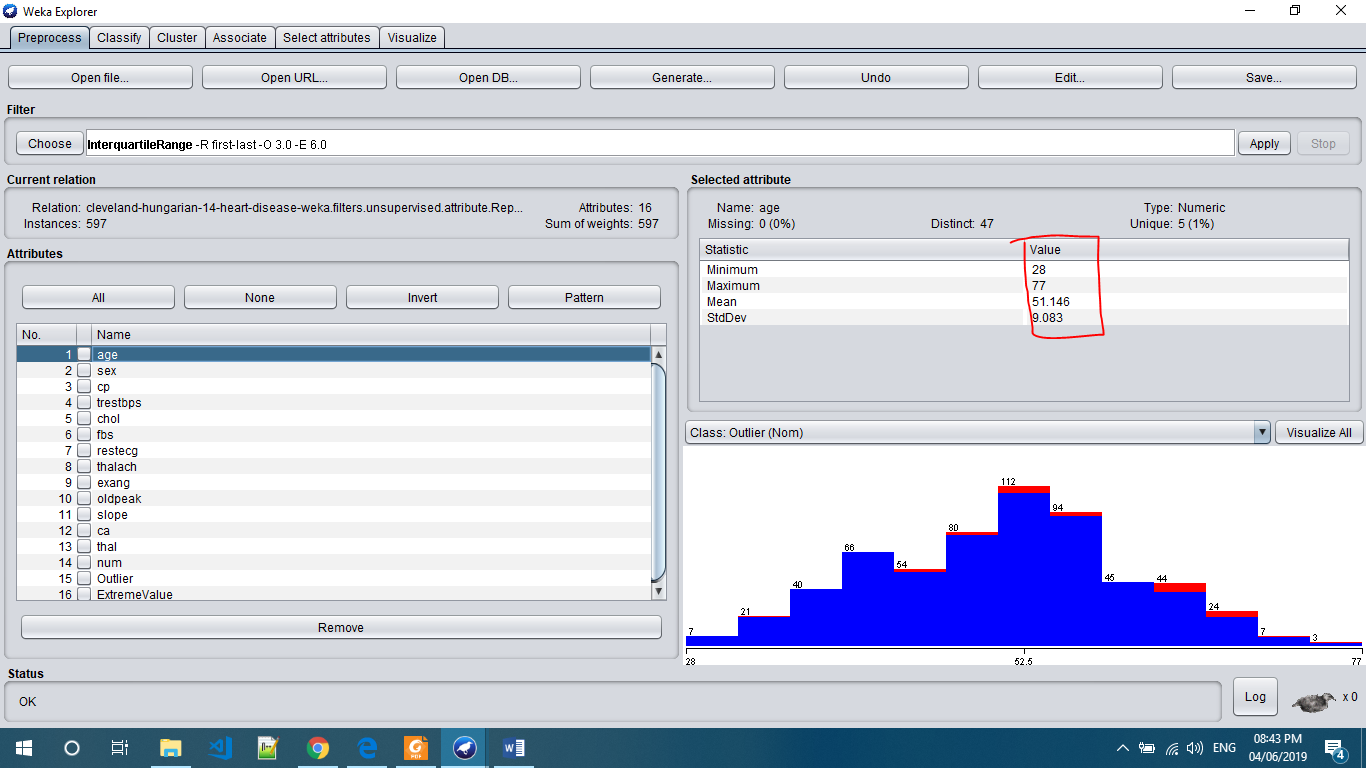 Weka Explorer
Preprocess Classify Cluster Associate Select attributes Visualize
Open file... Open URL... Open DB... Generate... Undo Edit... Save...
Filter
Choose InterquartileRange -R first-last -O 3.0 -E 6.0 Apply Stop
Current relation
Relation: cleveland-hungarian-14-heart-disease-weka.filters.unsupervised.attribute.Rep... Attributes: 16
Instances: 597 Sum of weights: 597
Attributes
All None Invert Pattern
No. Name
1 age
2 sex
3 cp
4 trestbps
5 chol
6 fbs
7 restecg
8 thalach
9 exang
10 oldpeak
11 slope
12 ca
13 thal
14 num
15 Outlier
16 ExtremeValue
Remove
Selected attribute
Name: age Type: Numeric
Missing: 0 (0%) Distinct: 47 Unique: 5 (1%)
Statistic Value
Minimum 28
Maximum 77
Mean 51.146
StdDev 9.083
Class: Outlier (Nom) Visualize All
7 21 40 66 54 80 112 94 45 44 24 7 3
28 52.5 77
Status
OK
Log x 0
ENG
08:43 PM
04/06/2019
4